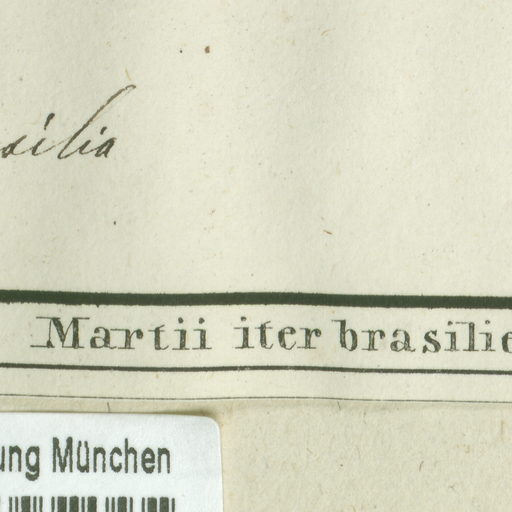 silia
Martii iter brasilie
ung München